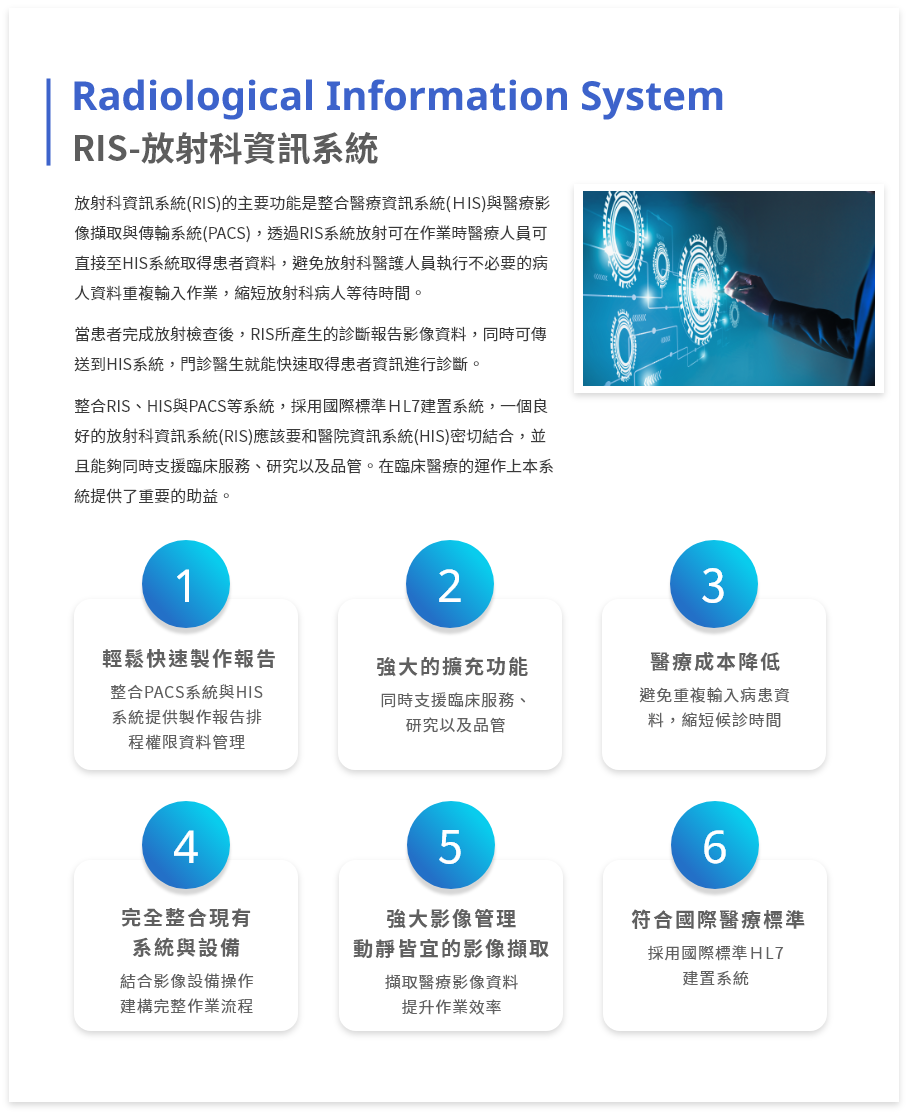 Radiological Information System
RIS-放射科資訊系統
放射科資訊系統(RIS)的主要功能是整合醫療資訊系統(HIS)與醫療影
像擷取與傳輸系統(PACS)，透過RIS系統放射可在作業時醫療人員可
直接至HIS系統取得患者資料，避免放射科醫護人員執行不必要的病
人資料重複輸入作業，縮短放射科病人等待時間。
當患者完成放射檢查後，RIS所產生的診斷報告影像資料，同時可傳
送到HIS系統，門診醫生就能快速取得患者資訊進行診斷。
整合RIS、HIS與PACS等系統，採用國際標準HL7建置系統，一個良
好的放射科資訊系統(RIS)應該要和醫院資訊系統(HIS)密切結合，並
且能夠同時支援臨床服務、研究以及品管。在臨床醫療的運作上本系
統提供了重要的助益。
1
輕鬆快速製作報告
整合PACS系統與HIS
系統提供製作報告排
程權限資料管理
2
強大的擴充功能
同時支援臨床服務、
研究以及品管
3
醫療成本降低
避免重複輸入病患資
料，縮短候診時間
4
完全整合現有
系統與設備
結合影像設備操作
建構完整作業流程
5
強大影像管理
動靜皆宜的影像擷取
擷取醫療影像資料
提升作業效率
6
符合國際醫療標準
採用國際標準HL7
建置系統